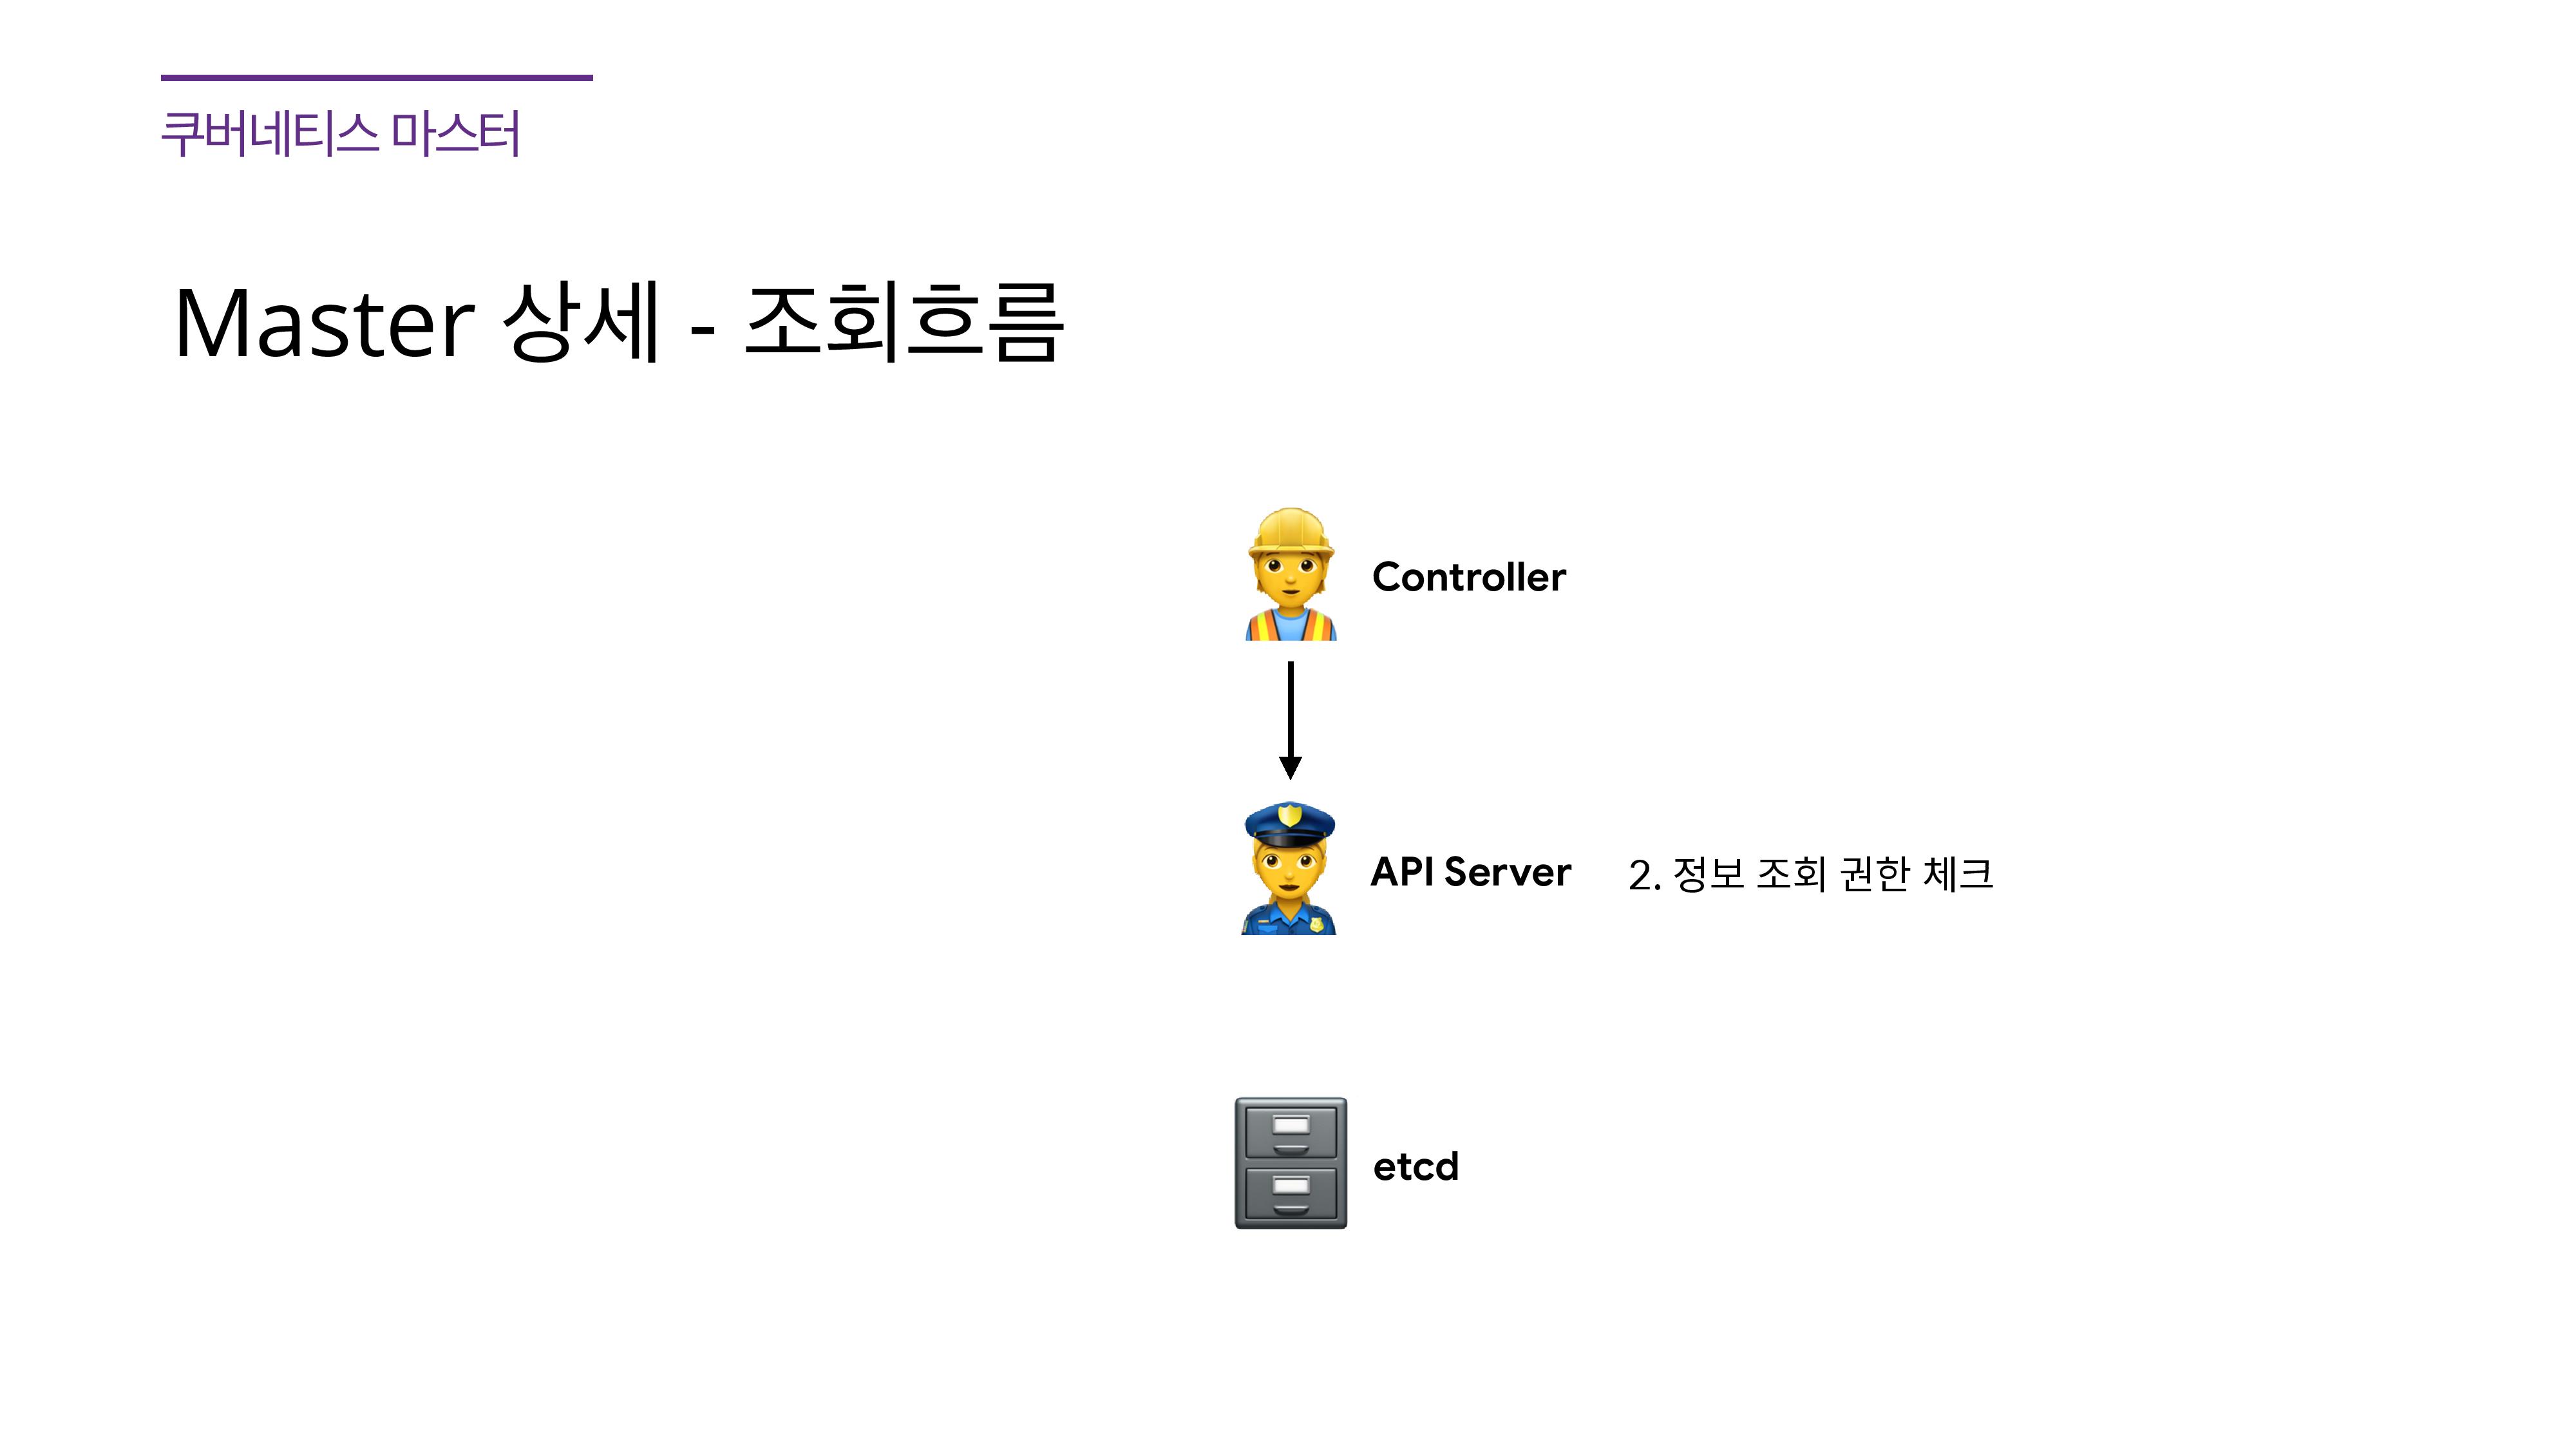 쿠버네티스 마스터
Master 상세 - 조회흐름
Controller
API Server
2. 정보 조회 권한 체크
etcd